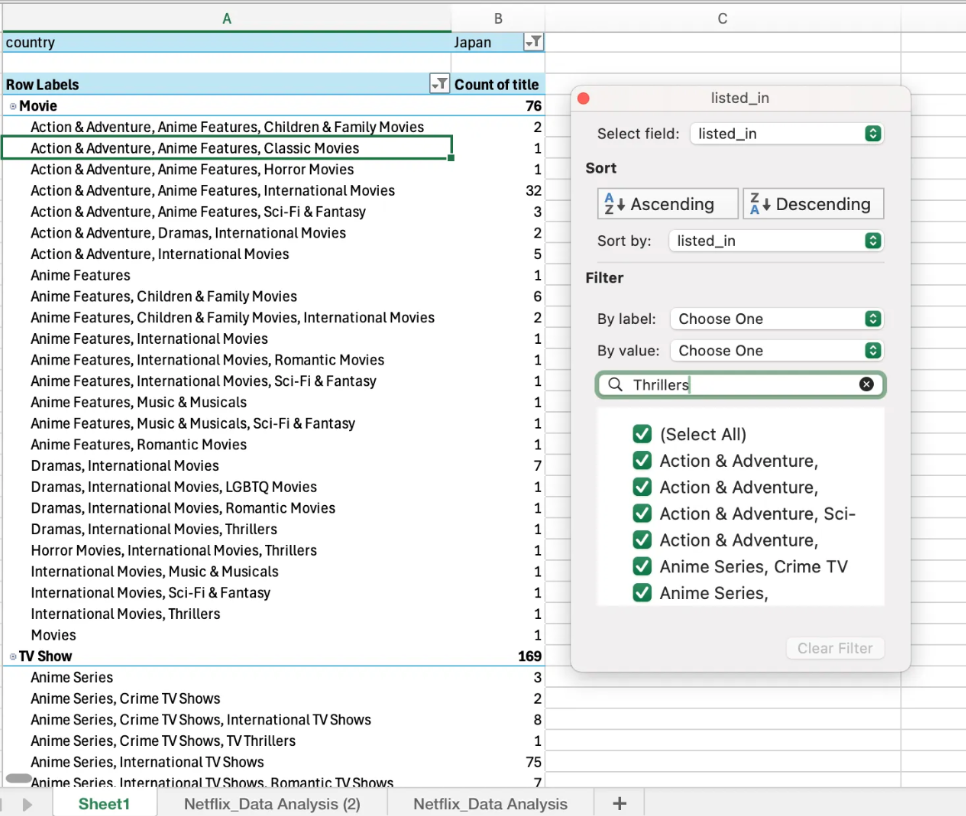 A B C
country Japan
Row Labels Count of title
Movie 76
Action & Adventure, Anime Features, Children & Family Movies 2
Action & Adventure, Anime Features, Classic Movies 1
Action & Adventure, Anime Features, Horror Movies 1
Action & Adventure, Anime Features, International Movies 32
Action & Adventure, Anime Features, Sci-Fi & Fantasy 3
Action & Adventure, Dramas, International Movies 2
Action & Adventure, International Movies 5
Anime Features 1
Anime Features, Children & Family Movies 6
Anime Features, Children & Family Movies, International Movies 2
Anime Features, International Movies 1
Anime Features, International Movies, Romantic Movies 1
Anime Features, International Movies, Sci-Fi & Fantasy 1
Anime Features, Music & Musicals 1
Anime Features, Music & Musicals, Sci-Fi & Fantasy 1
Anime Features, Romantic Movies 1
Dramas, International Movies 7
Dramas, International Movies, LGBTQ Movies 1
Dramas, International Movies, Romantic Movies 1
Dramas, International Movies, Thrillers 1
Horror Movies, International Movies, Thrillers 1
International Movies, Music & Musicals 1
International Movies, Sci-Fi & Fantasy 1
International Movies, Thrillers 1
Movies 1
TV Show 169
Anime Series 3
Anime Series, Crime TV Shows 2
Anime Series, Crime TV Shows, International TV Shows 8
Anime Series, Crime TV Shows, TV Thrillers 1
Anime Series, International TV Shows 75
Anime Series, International TV Shows, Romantic TV Shows 7
listed_in
Select field: listed_in
Sort
A Z Ascending Z A Descending
Sort by: listed_in
Filter
By label: Choose One
By value: Choose One
Thrillers
(Select All)
Action & Adventure,
Action & Adventure,
Action & Adventure, Sci-
Action & Adventure,
Anime Series, Crime TV
Anime Series,
Clear Filter
Sheet1 Netflix_Data Analysis (2) Netflix_Data Analysis +